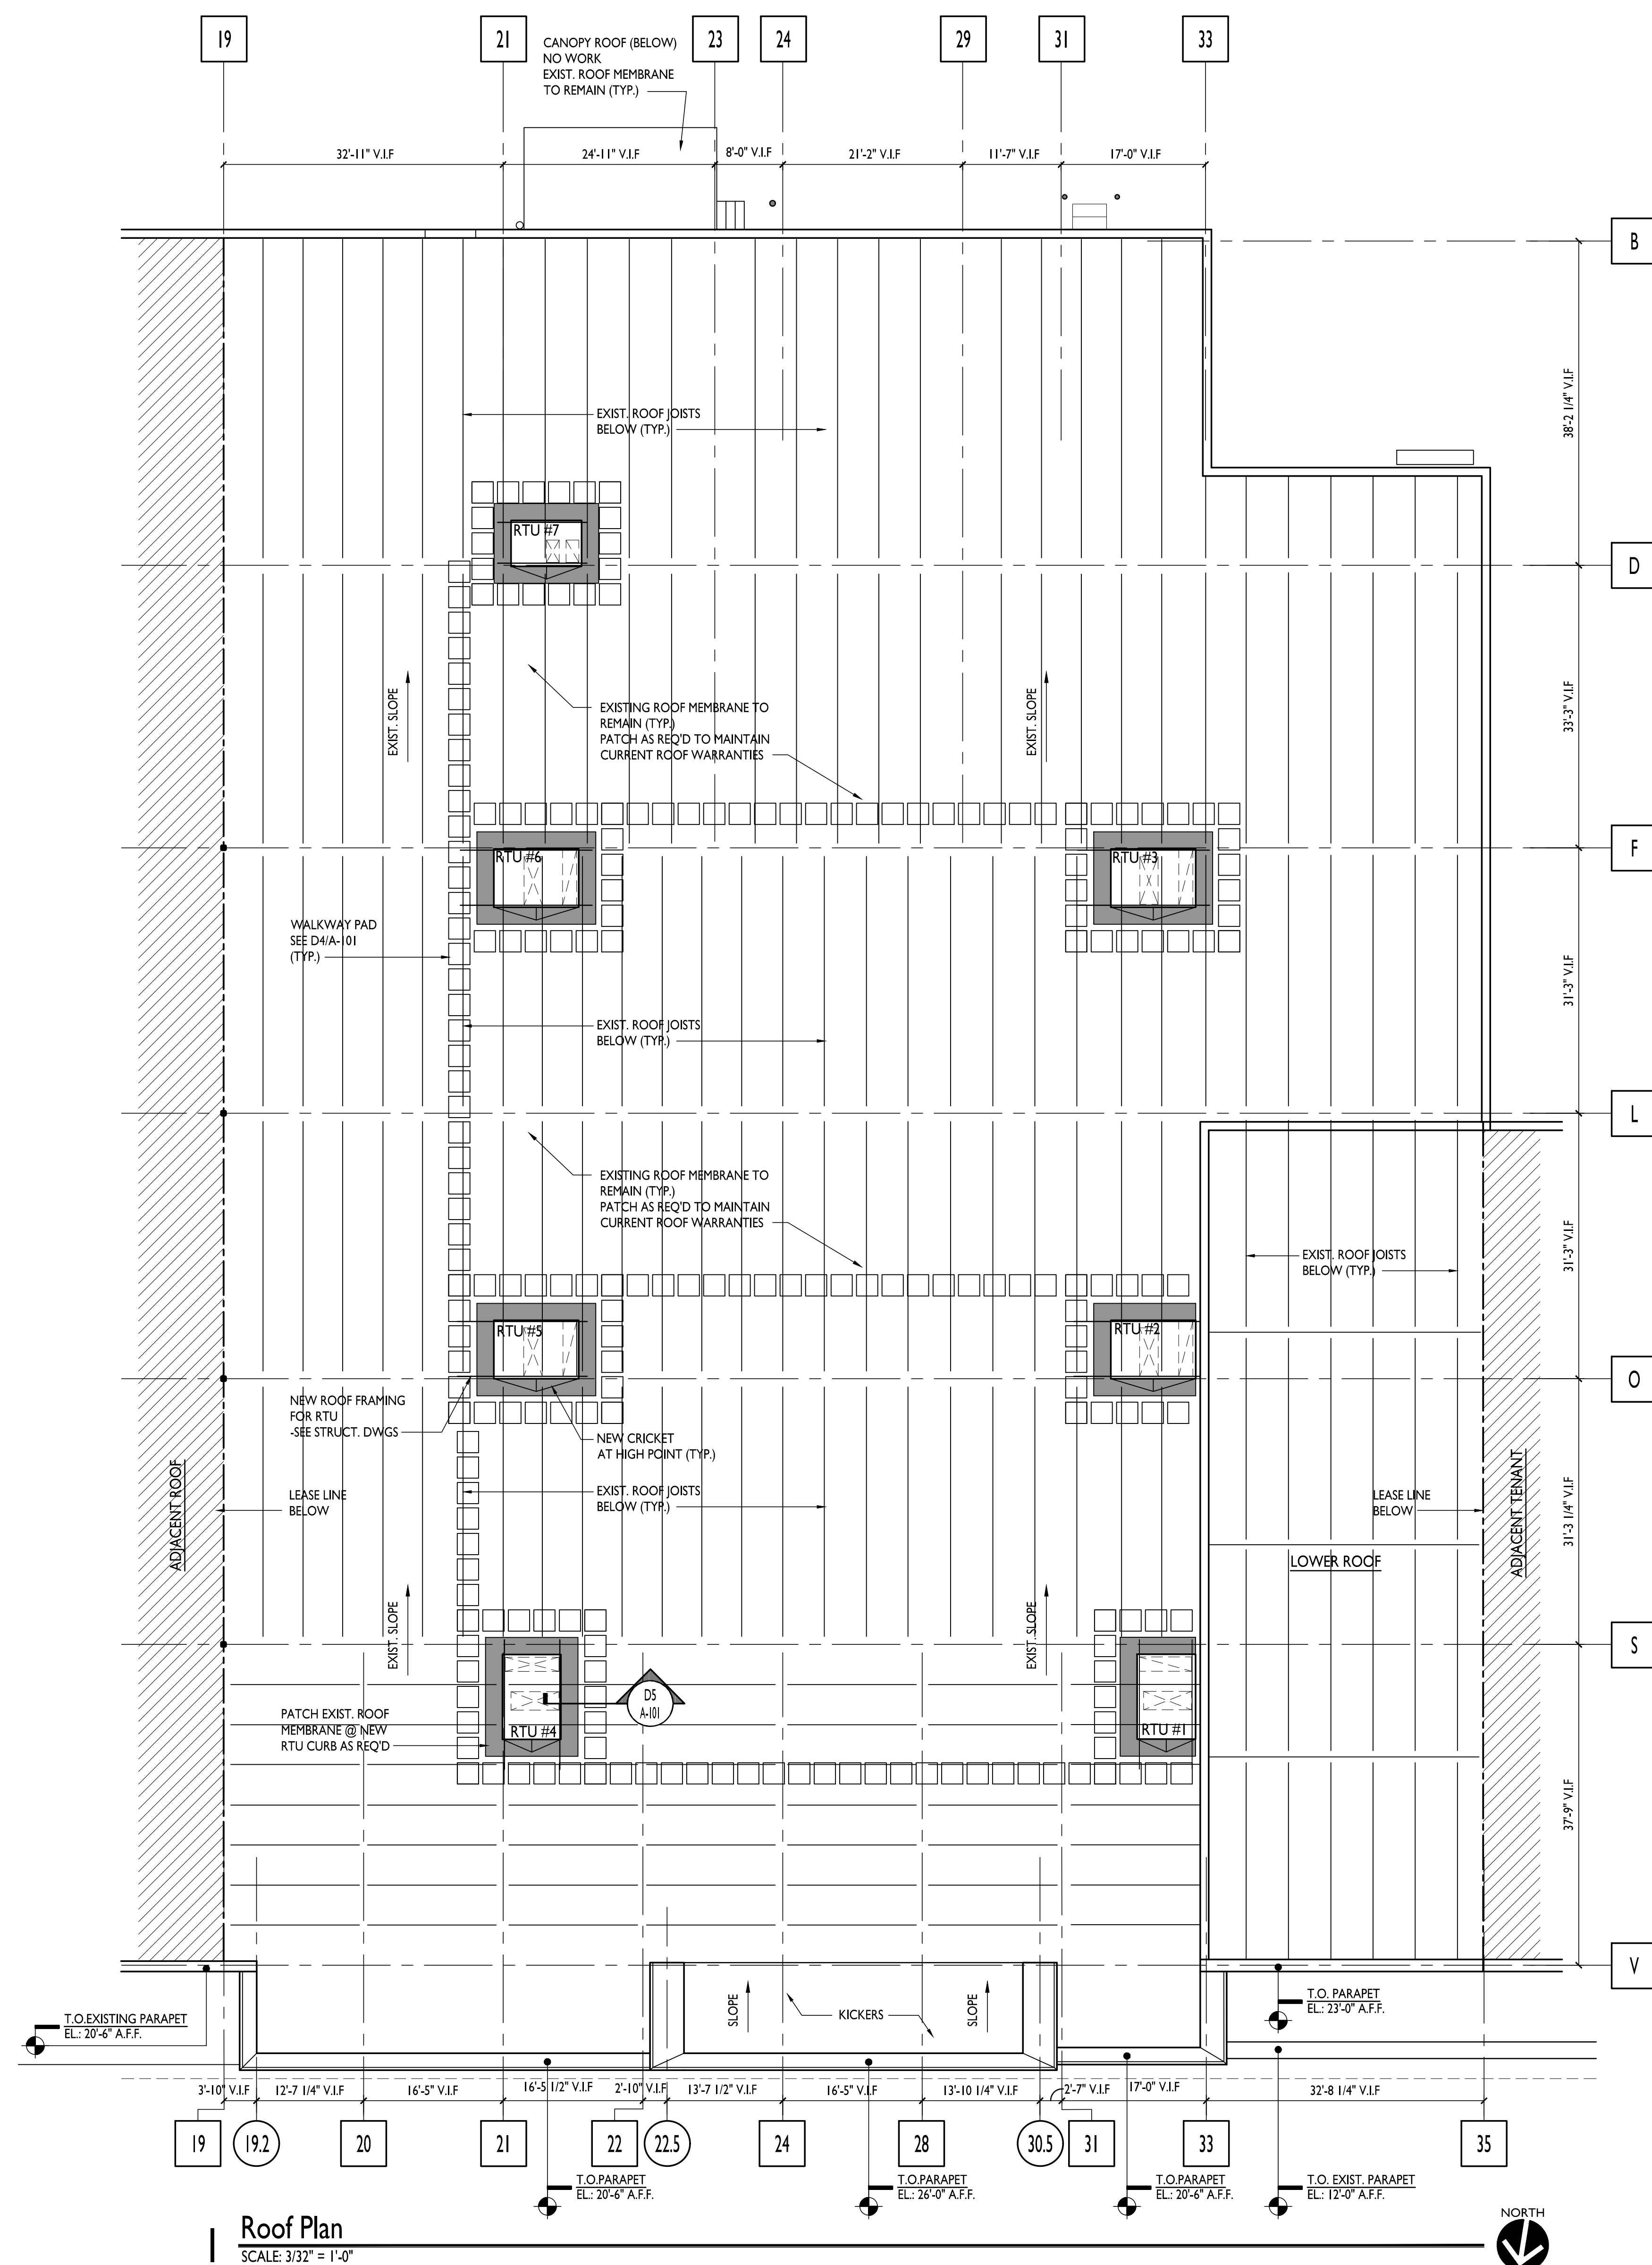 19
21
23
24
29
31
33
CANOPY ROOF (BELOW)
NO WORK
EXIST. ROOF MEMBRANE
TO REMAIN (TYP.)
32'-11" V.I.F
24'-11" V.I.F
8'-0" V.I.F
21'-2" V.I.F
11'-7" V.I.F
17'-0" V.I.F
B
38'-2 1/4" V.I.F
EXIST. ROOF JOISTS
BELOW (TYP.)
RTU #7
D
EXIST. SLOPE
EXIST. SLOPE
33'-3" V.I.F
EXISTING ROOF MEMBRANE TO
REMAIN (TYP.)
PATCH AS REQ'D TO MAINTAIN
CURRENT ROOF WARRANTIES
RTU #6
RTU #3
F
WALKWAY PAD
SEE D4/A-101
(TYP.)
31'-3" V.I.F
EXIST. ROOF JOISTS
BELOW (TYP.)
L
EXISTING ROOF MEMBRANE TO
REMAIN (TYP.)
PATCH AS REQ'D TO MAINTAIN
CURRENT ROOF WARRANTIES
31'-3" V.I.F
EXIST. ROOF JOISTS
BELOW (TYP.)
RTU #5
RTU #2
O
NEW ROOF FRAMING
FOR RTU
-SEE STRUCT. DWGS
NEW CRICKET
AT HIGH POINT (TYP.)
ADJACENT ROOF
LEASE LINE
BELOW
EXIST. ROOF JOISTS
BELOW (TYP.)
LEASE LINE
BELOW
ADJACENT TENANT
31'-3 1/4" V.I.F
LOWER ROOF
EXIST. SLOPE
EXIST. SLOPE
S
D5
A-101
PATCH EXIST. ROOF
MEMBRANE @ NEW
RTU CURB AS REQ'D
RTU #4
RTU #1
37'-9" V.I.F
V
T.O.EXISTING PARAPET
EL.: 20'-6" A.F.F.
SLOPE
KICKERS
SLOPE
T.O. PARAPET
EL.: 23'-0" A.F.F.
3'-10" V.I.F
12'-7 1/4" V.I.F
16'-5" V.I.F
16'-5 1/2" V.I.F
2'-10" V.I.F
13'-7 1/2" V.I.F
16'-5" V.I.F
13'-10 1/4" V.I.F
2'-7" V.I.F
17'-0" V.I.F
32'-8 1/4" V.I.F
19
19.2
20
21
22
22.5
24
28
30.5
31
33
35
T.O.PARAPET
EL.: 20'-6" A.F.F.
T.O.PARAPET
EL.: 26'-0" A.F.F.
T.O.PARAPET
EL.: 20'-6" A.F.F.
T.O. EXIST. PARAPET
EL.: 12'-0" A.F.F.
Roof Plan
SCALE: 3/32" = 1'-0"
NORTH